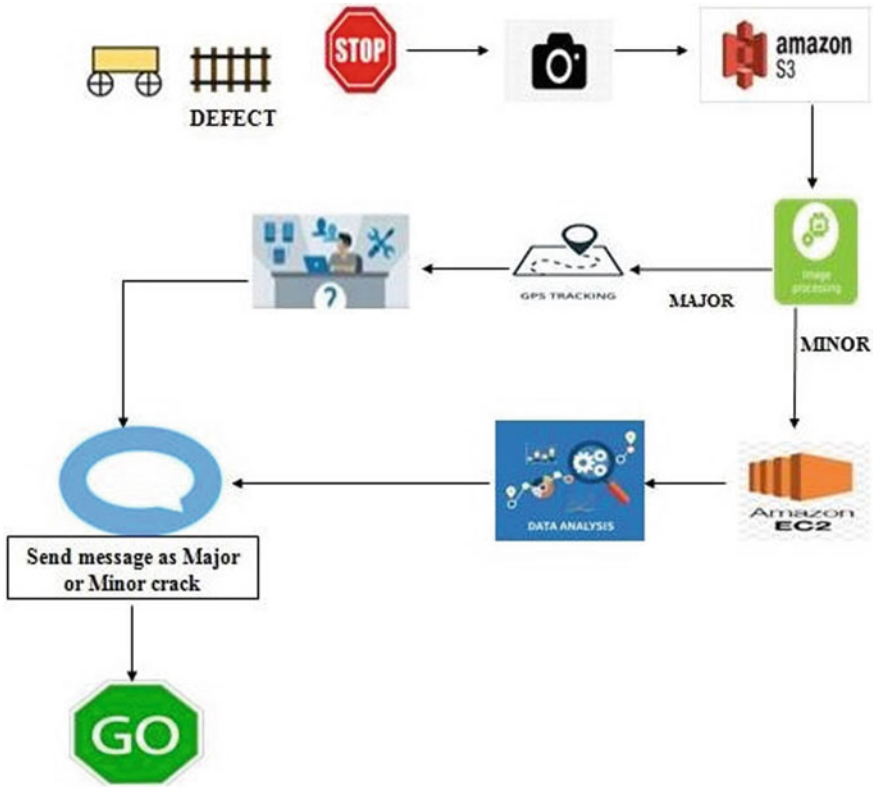 STOP
amazon
S3
DEFECT
Image
processing
GPS TRACKING
MAJOR
MINOR
?
DATA ANALYSIS
Amazon
EC2
Send message as Major
or Minor crack
GO